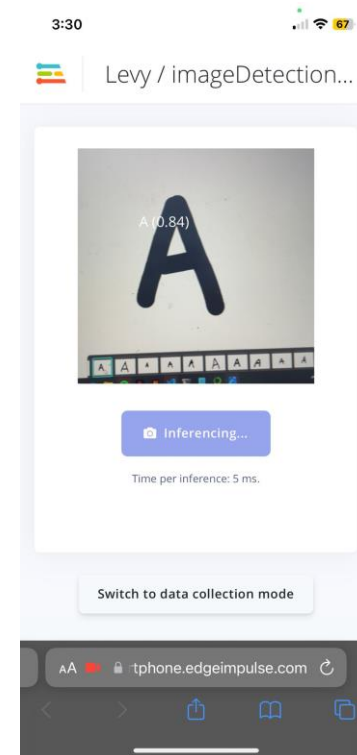 3:30
67
Levy / imageDetection...
A (0.84)
A
A A A A A A A A A A
Inferencing...
Time per inference: 5 ms.
Switch to data collection mode
AA tphone.edgeimpulse.com